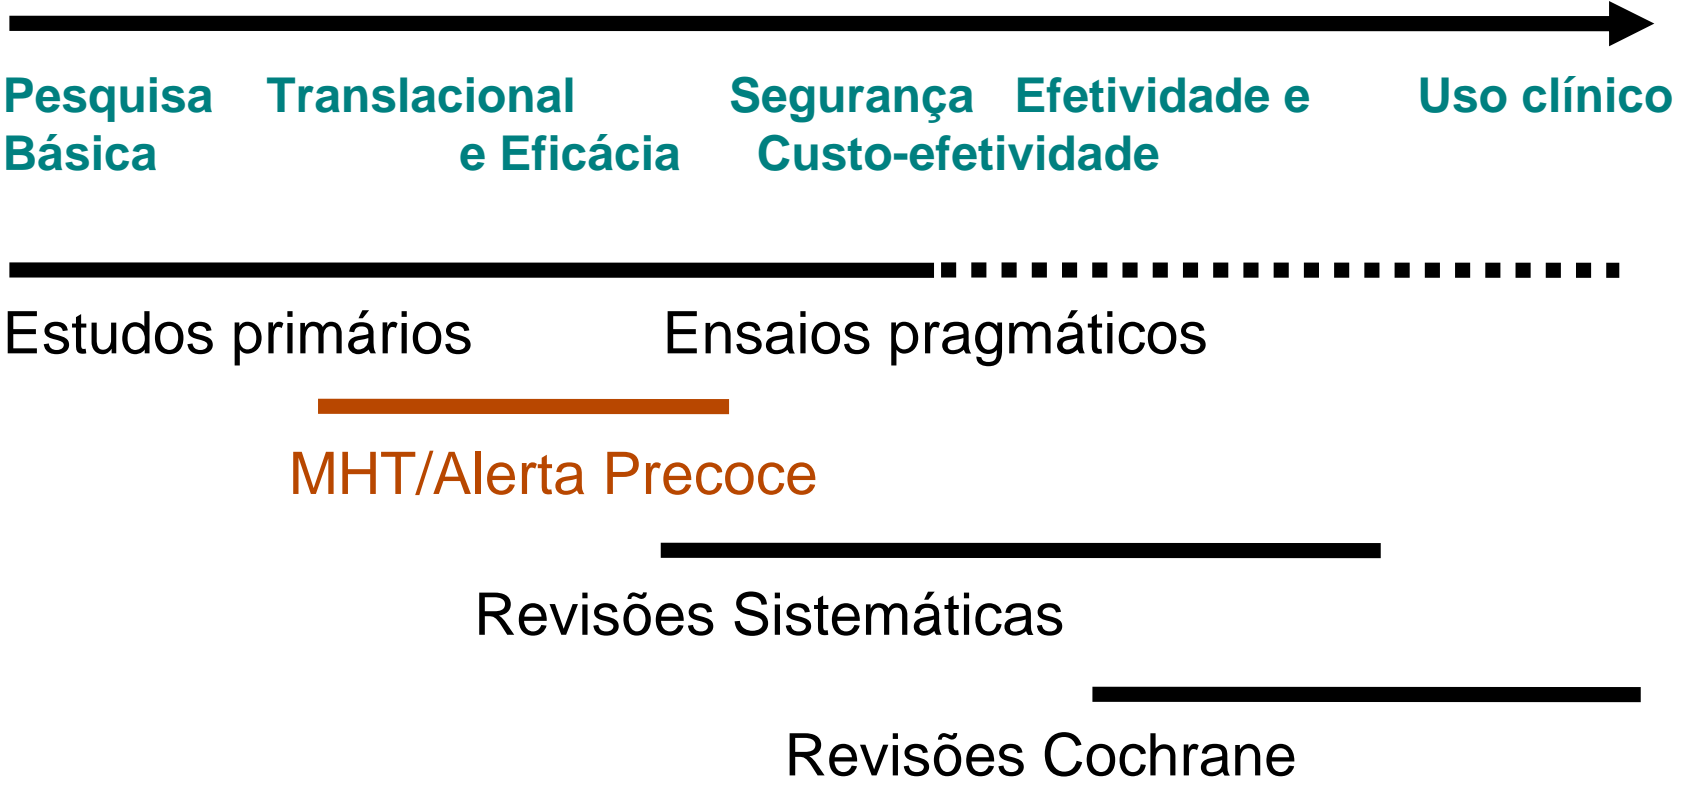 Pesquisa Translacional Segurança Efetividade e Uso clínico
Básica e Eficácia Custo-efetividade
Estudos primários Ensaios pragmáticos
MHT/Alerta Precoce
Revisões Sistemáticas
Revisões Cochrane